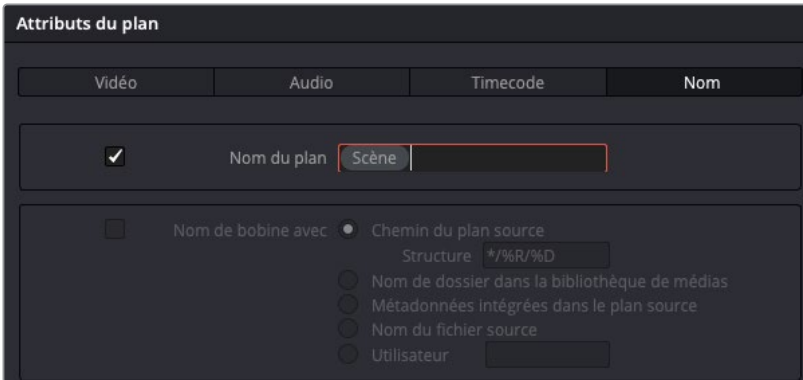 Attributs du plan
Vidéo Audio Timecode Nom
Nom du plan Scène
Nom de bobine avec Chemin du plan source
Structure */%R/%D
Nom de dossier dans la bibliothèque de médias
Métadonnées intégrées dans le plan source
Nom du fichier source
Utilisateur